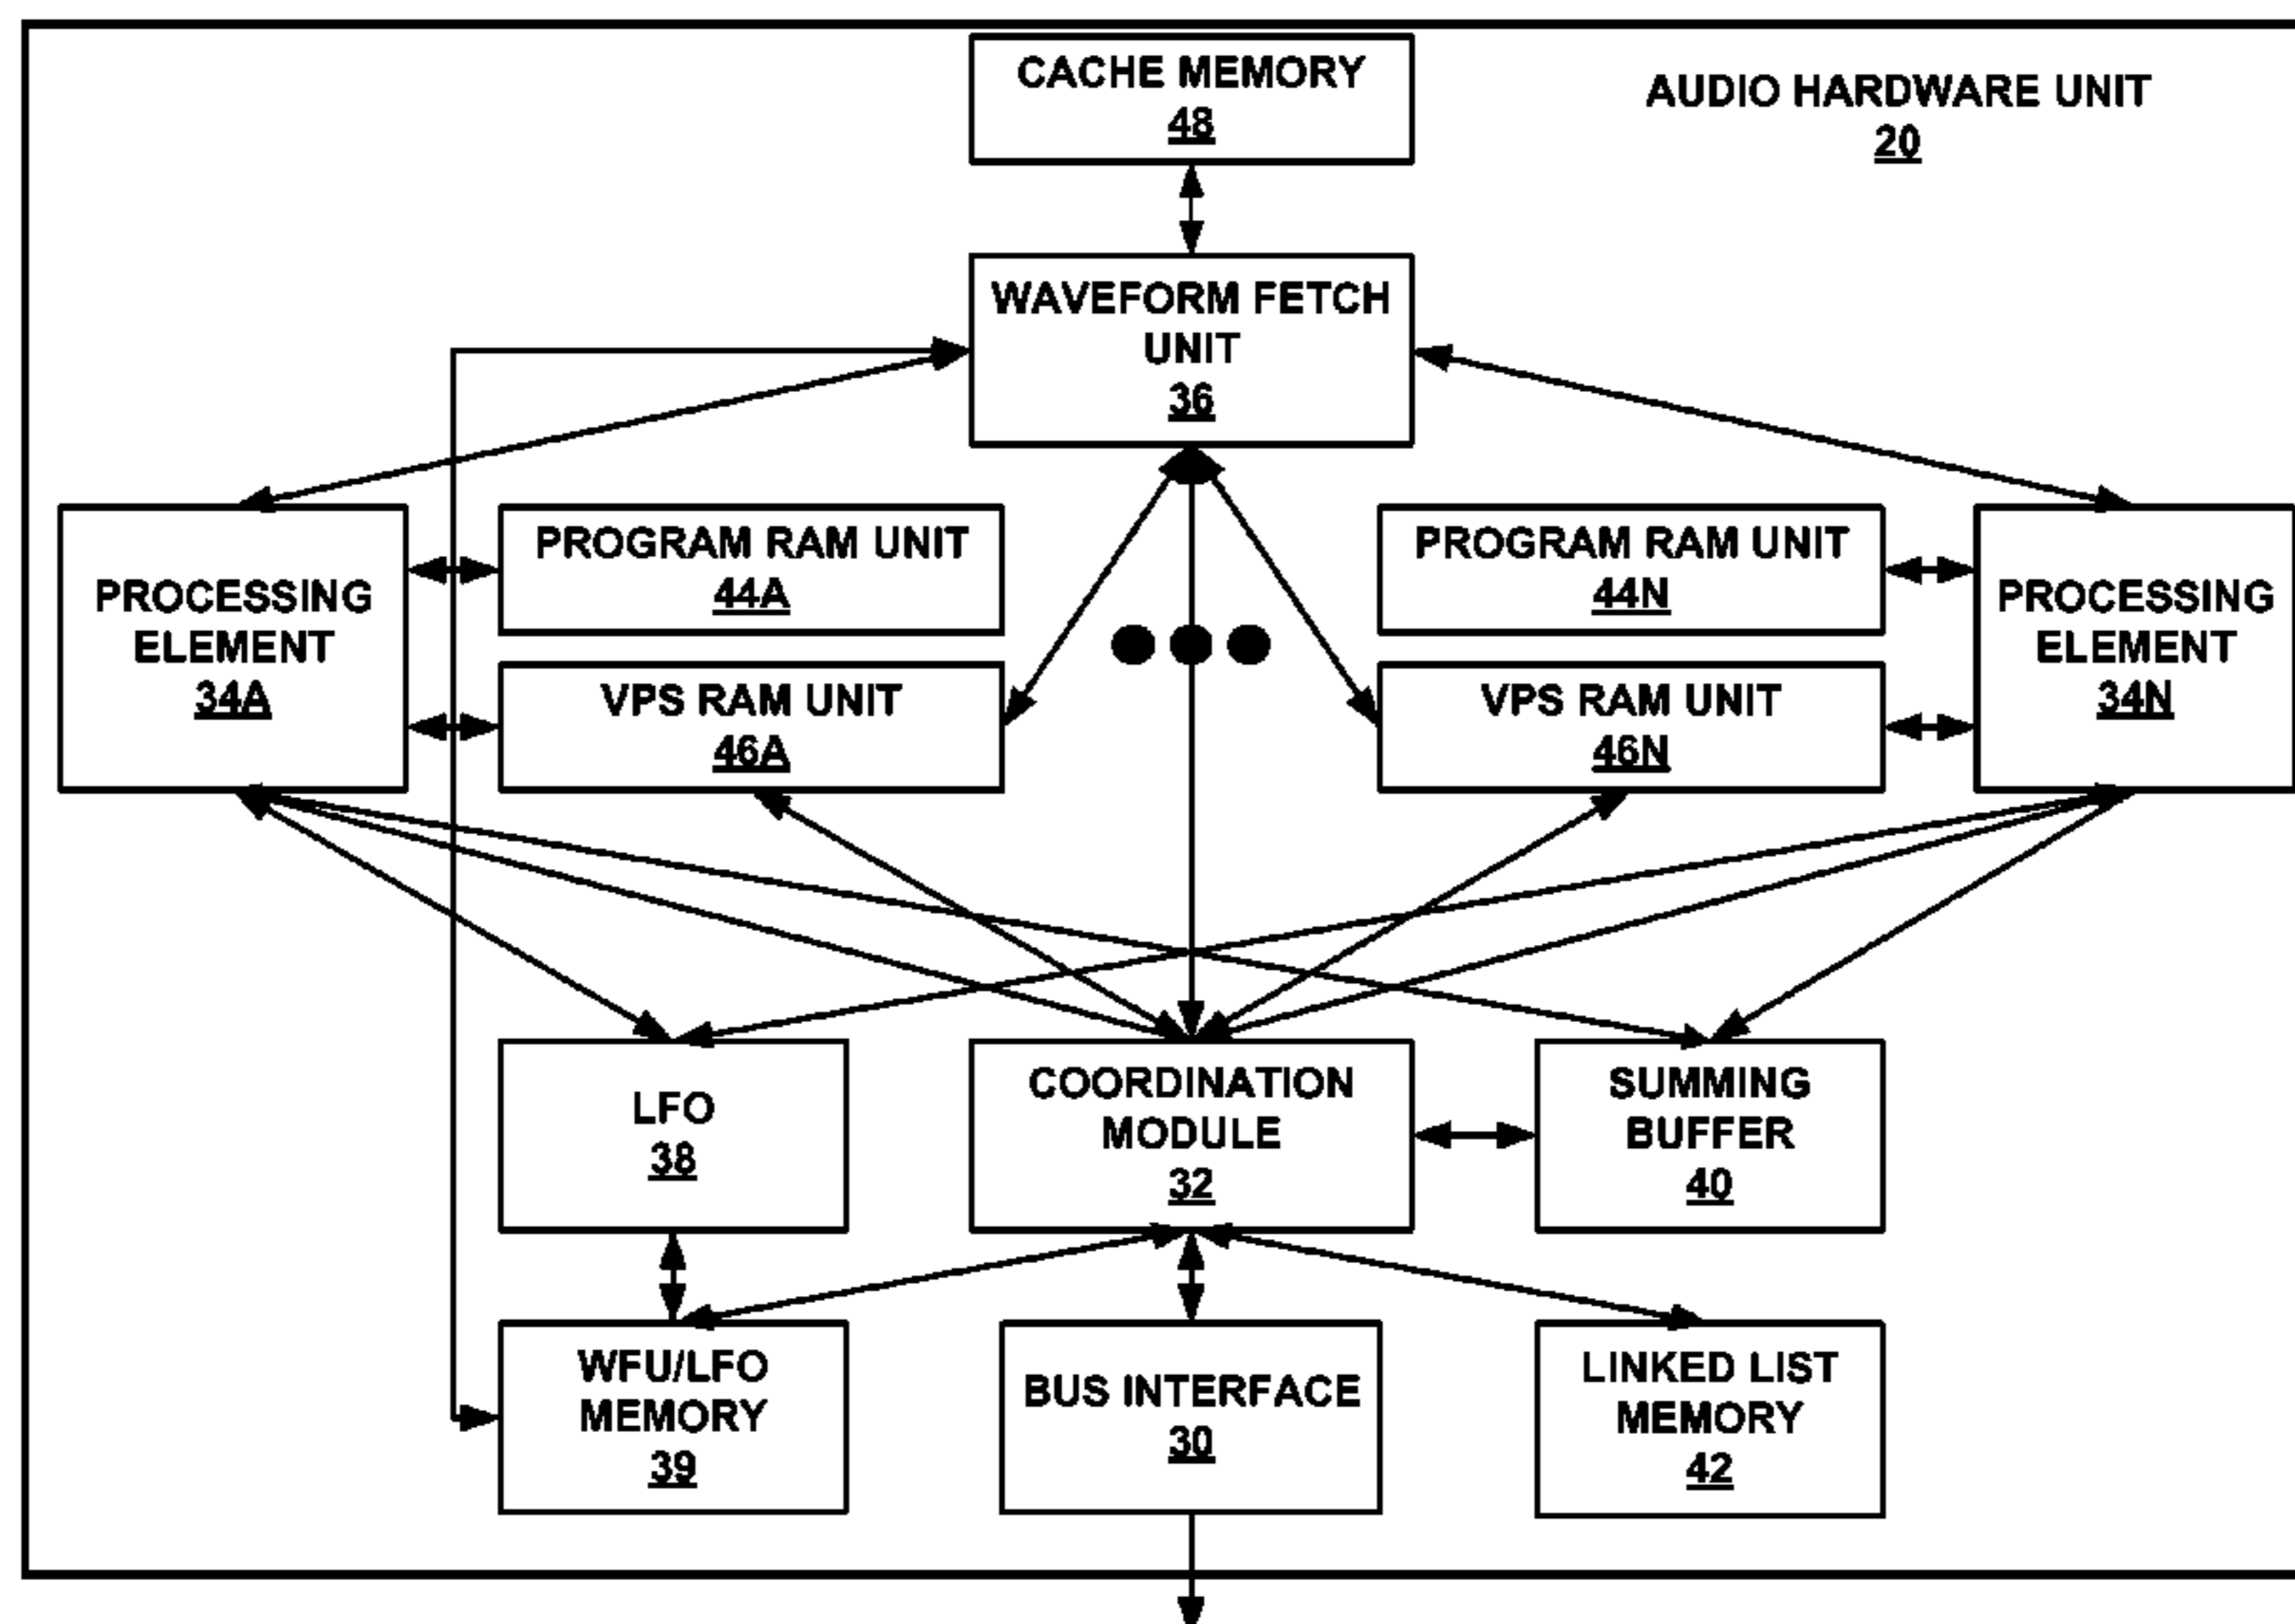 CACHE MEMORY
48
AUDIO HARDWARE UNIT
20
WAVEFORM FETCH
UNIT
36
PROCESSING
ELEMENT
34A
PROGRAM RAM UNIT
44A
VPS RAM UNIT
46A
PROGRAM RAM UNIT
44N
VPS RAM UNIT
46N
PROCESSING
ELEMENT
34N
LFO
38
COORDINATION
MODULE
32
SUMMING
BUFFER
40
WFU/LFO
MEMORY
39
BUS INTERFACE
30
LINKED LIST
MEMORY
42